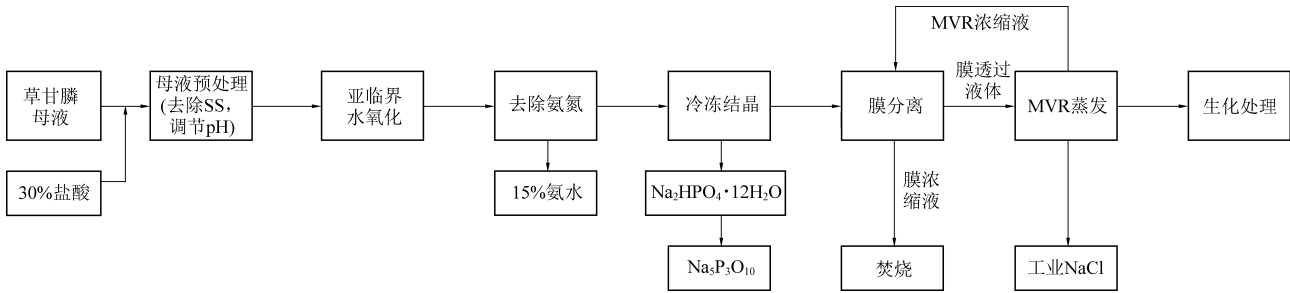 MVR浓缩液
草甘膦
母液
母液预处理
(去除SS，
调节pH)
亚临界
水氧化
去除氨氮
冷冻结晶
膜分离
膜透过
液体
MVR蒸发
生化处理
30%盐酸
15%氨水
Na₂HPO₄·12H₂O
膜浓
缩液
Na₅P₃O₁₀
焚烧
工业NaCl